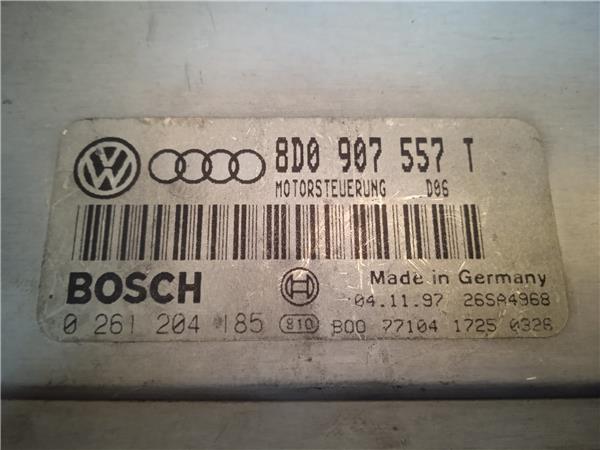 8D0 907 557 T
MOTORSTEUERUNG D06
BOSCH
Made in Germany
04.11.97 26SA4968
0 261 204 185 810 B00 77104 1725 0326